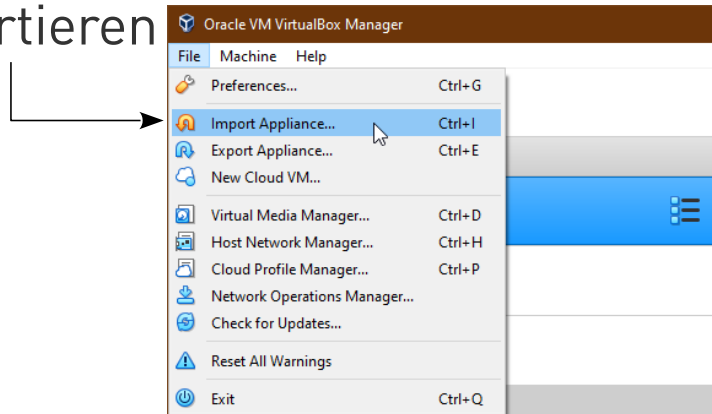 rtieren
Oracle VM VirtualBox Manager
File Machine Help
Preferences... Ctrl+G
Import Appliance... Ctrl+I
Export Appliance... Ctrl+E
New Cloud VM...
Virtual Media Manager... Ctrl+D
Host Network Manager... Ctrl+H
Cloud Profile Manager... Ctrl+P
Network Operations Manager...
Check for Updates...
Reset All Warnings
Exit Ctrl+Q